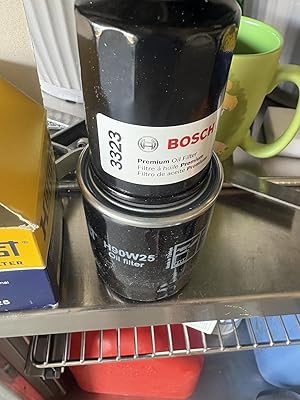 3323
BOSCH
Premium Oil Filter
Filtre à huile Premium
Filtro de aceite Premium
H90W25
Oil filter